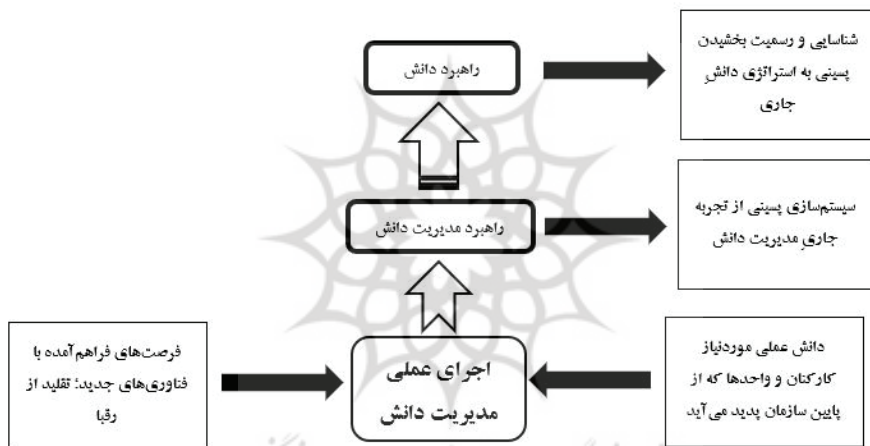 راهبرد دانش
شناسایی و رسمیت بخشیدن
پسینی به استراتژی دانشِ
جاری
راهبرد مدیریت دانش
سیستم‌سازی پسینی از تجربه
جاریِ مدیریت دانش
دانش عملی موردنیاز
کارکنان و واحدها که از
پایین سازمان پدید می‌آید
اجرای عملی
مدیریت دانش
فرصت‌های فراهم‌آمده با
فناوری‌های جدید؛ تقلید از
رقبا